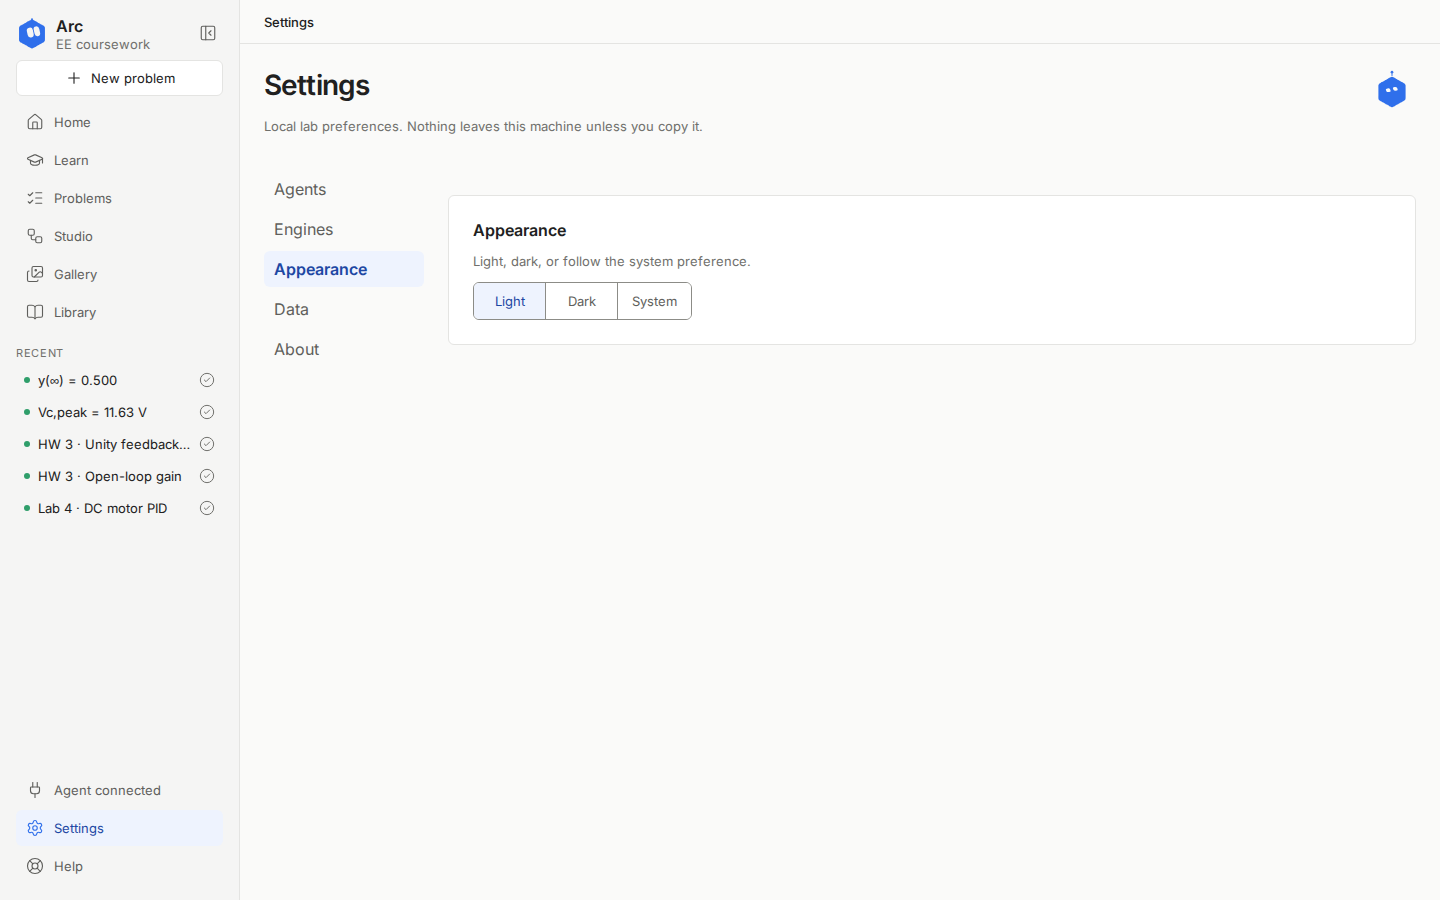 Arc
EE coursework
New problem
Home
Learn
Problems
Studio
Gallery
Library
RECENT
y(∞) = 0.500
Vc,peak = 11.63 V
HW 3 · Unity feedback...
HW 3 · Open-loop gain
Lab 4 · DC motor PID
Agent connected
Settings
Help
Settings
Settings
Local lab preferences. Nothing leaves this machine unless you copy it.
Agents
Engines
Appearance
Data
About
Appearance
Light, dark, or follow the system preference.
Light Dark System